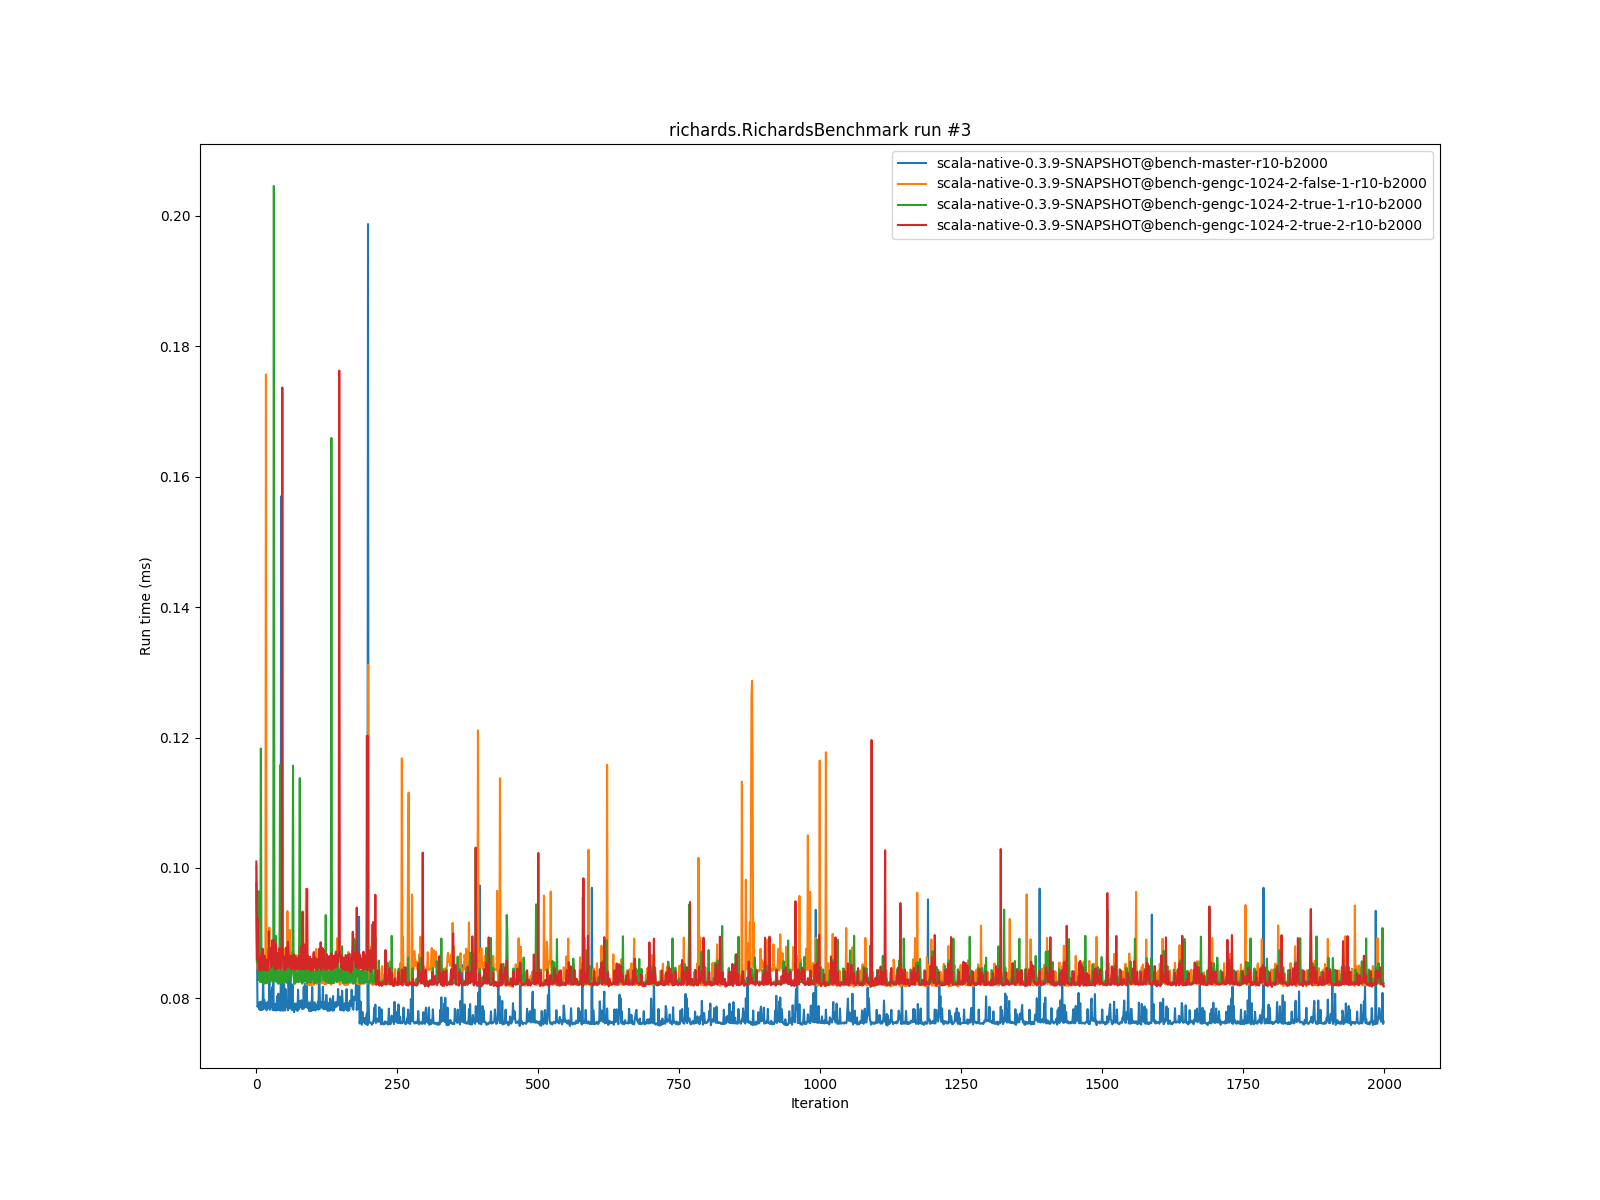 richards.RichardsBenchmark run #3
scala-native-0.3.9-SNAPSHOT@bench-master-r10-b2000
scala-native-0.3.9-SNAPSHOT@bench-gengc-1024-2-false-1-r10-b2000
scala-native-0.3.9-SNAPSHOT@bench-gengc-1024-2-true-1-r10-b2000
scala-native-0.3.9-SNAPSHOT@bench-gengc-1024-2-true-2-r10-b2000
Run time (ms)
0.20
0.18
0.16
0.14
0.12
0.10
0.08
0 250 500 750 1000 1250 1500 1750 2000
Iteration